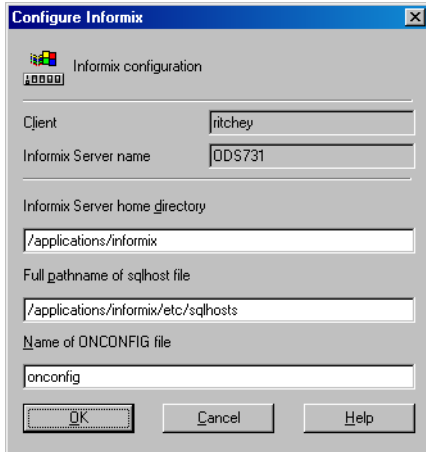 Configure Informix
Informix configuration
Client
ritchey
Informix Server name
ODS731
Informix Server home directory
/applications/informix
Full pathname of sqlhost file
/applications/informix/etc/sqlhosts
Name of ONCONFIG file
onconfig
OK Cancel Help